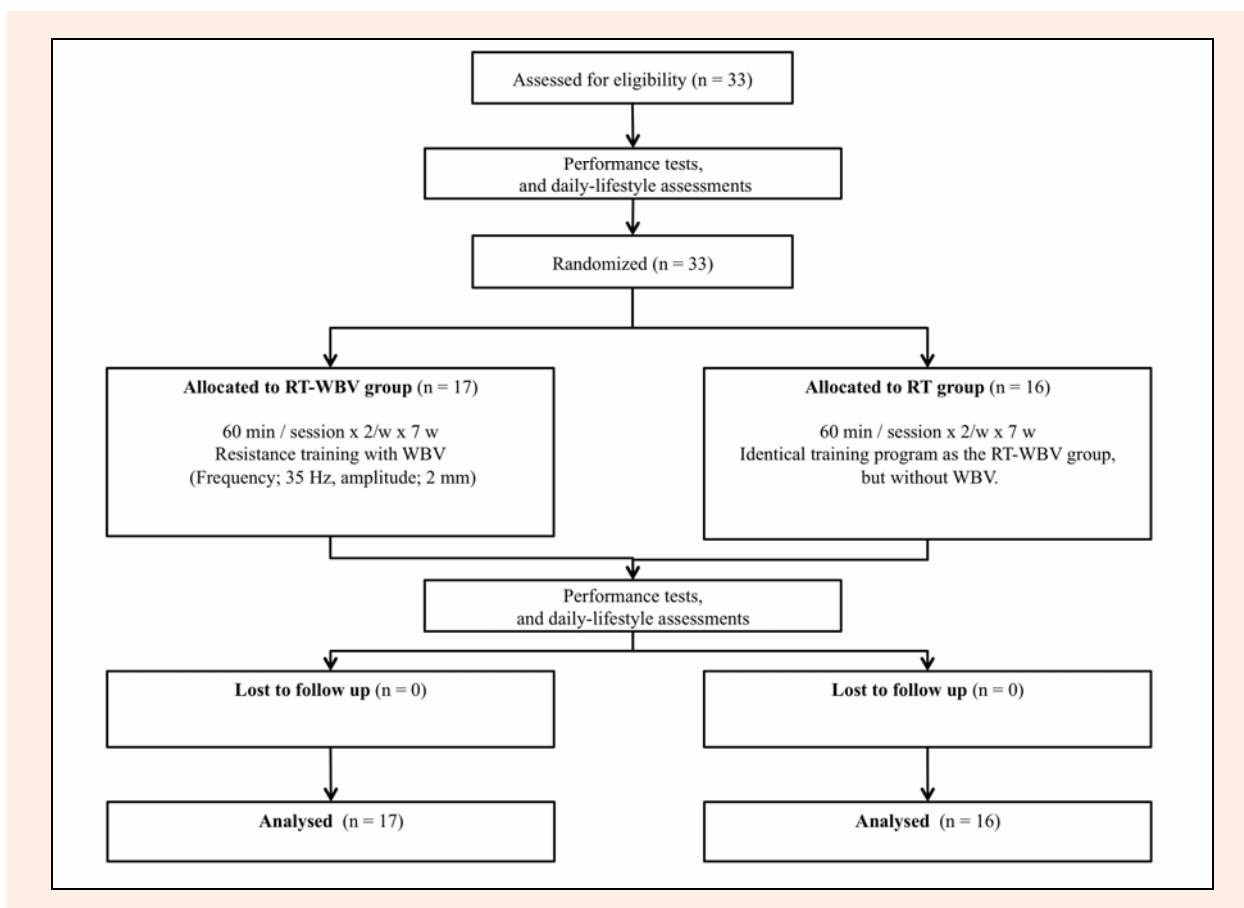 Assessed for eligibility (n = 33)
Performance tests,
and daily-lifestyle assessments
Randomized (n = 33)
Allocated to RT-WBV group (n = 17)
60 min / session x 2/w x 7 w
Resistance training with WBV
(Frequency; 35 Hz, amplitude; 2 mm)
Allocated to RT group (n = 16)
60 min / session x 2/w x 7 w
Identical training program as the RT-WBV group,
but without WBV.
Performance tests,
and daily-lifestyle assessments
Lost to follow up (n = 0)
Lost to follow up (n = 0)
Analysed (n = 17)
Analysed (n = 16)